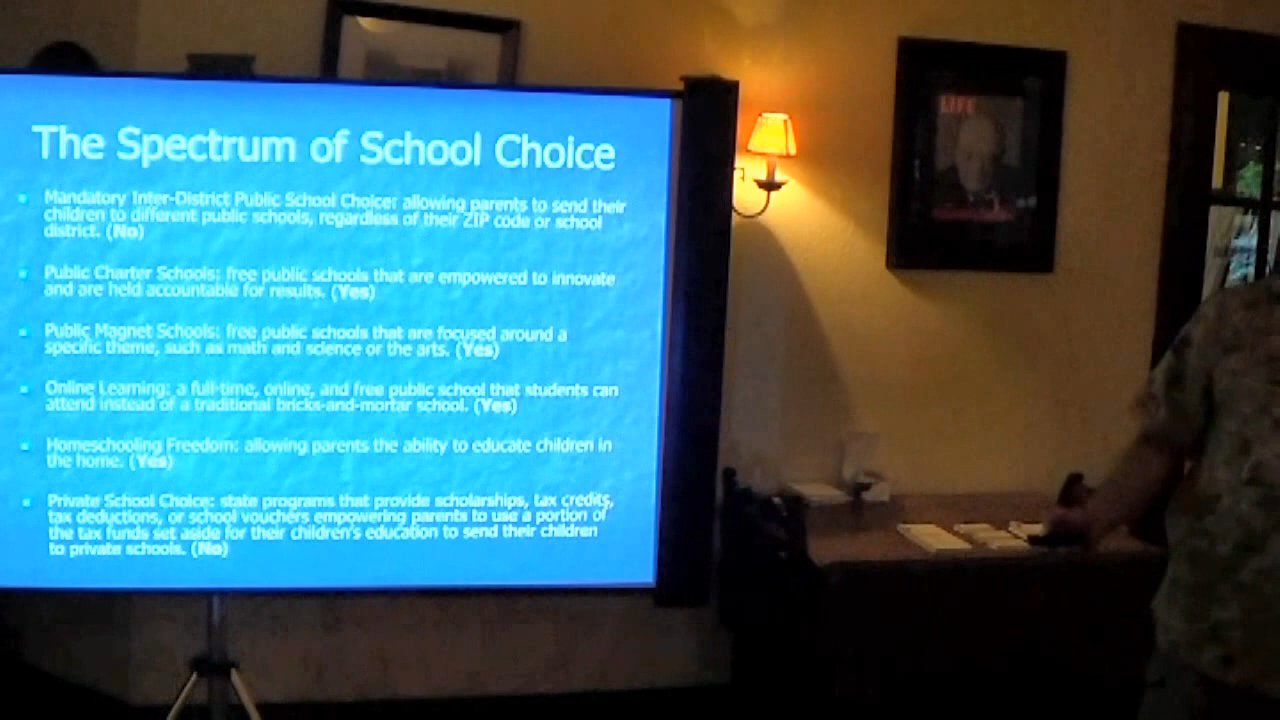 The Spectrum of School Choice
Mandatory Inter-District Public School Choice: allowing parents to send their
children to different public schools, regardless of their ZIP code or school
district. (No)
Public Charter Schools: free public schools that are empowered to innovate
and are held accountable for results. (Yes)
Public Magnet Schools: free public schools that are focused around a
specific theme, such as math and science or the arts. (Yes)
Online Learning: a full-time, online, and free public school that students can
attend instead of a traditional bricks-and-mortar school. (Yes)
Homeschooling Freedom: allowing parents the ability to educate children in
the home. (Yes)
Private School Choice: state programs that provide scholarships, tax credits,
tax deductions, or school vouchers empowering parents to use a portion of
the tax funds set aside for their children's education to send their children
to private schools. (No)
LIFE